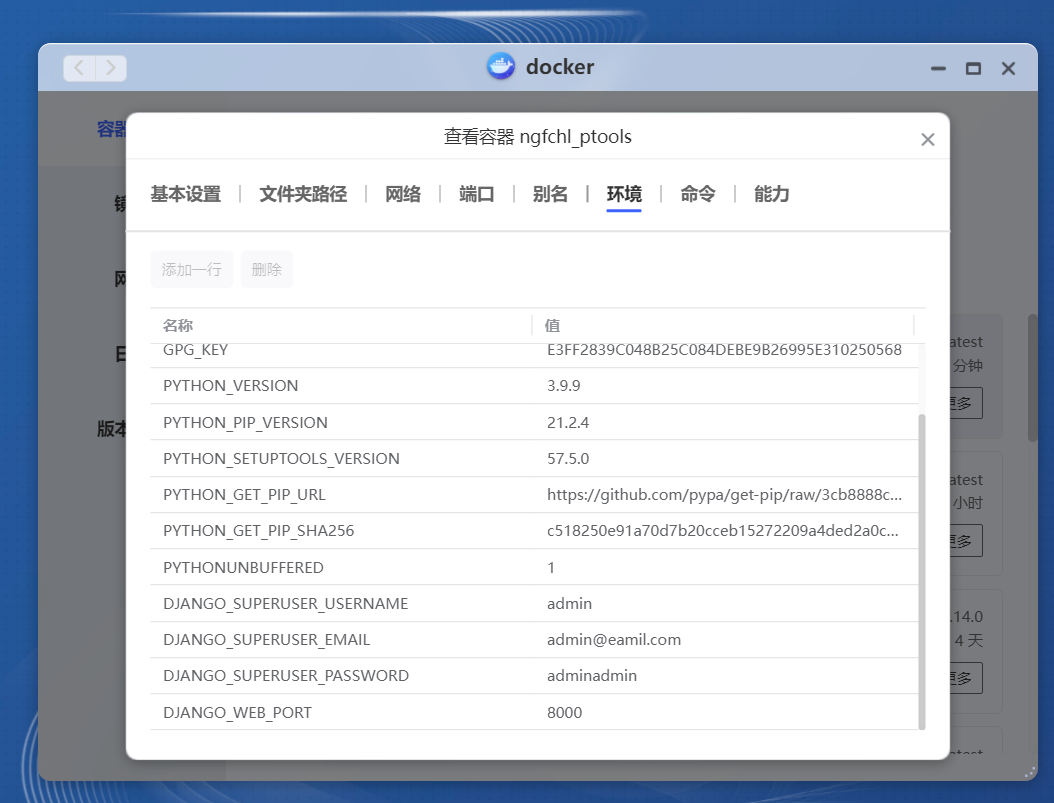 docker
容器
查看容器 ngfchl_ptools
基本设置 文件夹路径 网络 端口 别名 环境 命令 能力
添加一行 删除
名称 值
GPG_KEY E3FF2839C048B25C084DEBE9B26995E310250568
PYTHON_VERSION 3.9.9
PYTHON_PIP_VERSION 21.2.4
PYTHON_SETUPTOOLS_VERSION 57.5.0
PYTHON_GET_PIP_URL https://github.com/pypa/get-pip/raw/3cb8888c...
PYTHON_GET_PIP_SHA256 c518250e91a70d7b20cceb15272209a4ded2a0c...
PYTHONUNBUFFERED 1
DJANGO_SUPERUSER_USERNAME admin
DJANGO_SUPERUSER_EMAIL admin@eamil.com
DJANGO_SUPERUSER_PASSWORD adminadmin
DJANGO_WEB_PORT 8000
版本
atest
分钟
更多
atest
小时
更多
.14.0
4 天
更多